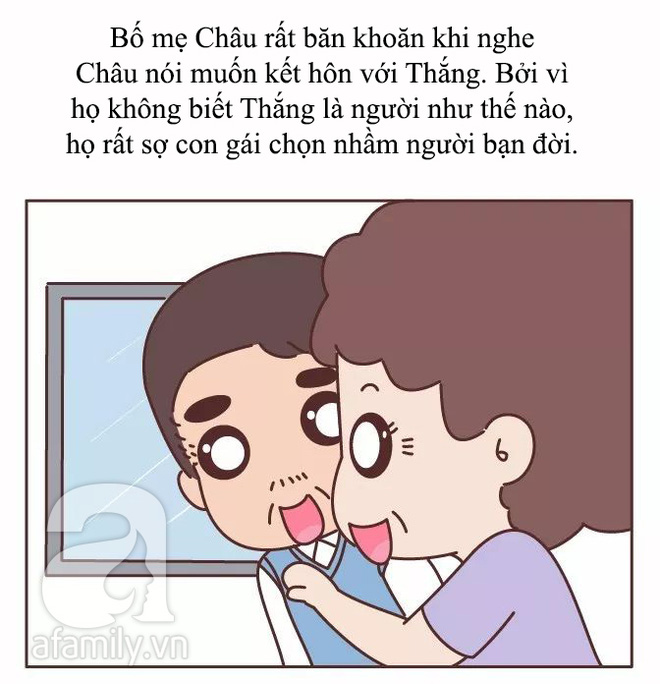 Bố mẹ Châu rất băn khoăn khi nghe
Châu nói muốn kết hôn với Thắng. Bởi vì
họ không biết Thắng là người như thế nào,
họ rất sợ con gái chọn nhầm người bạn đời.
a
afamily.vn